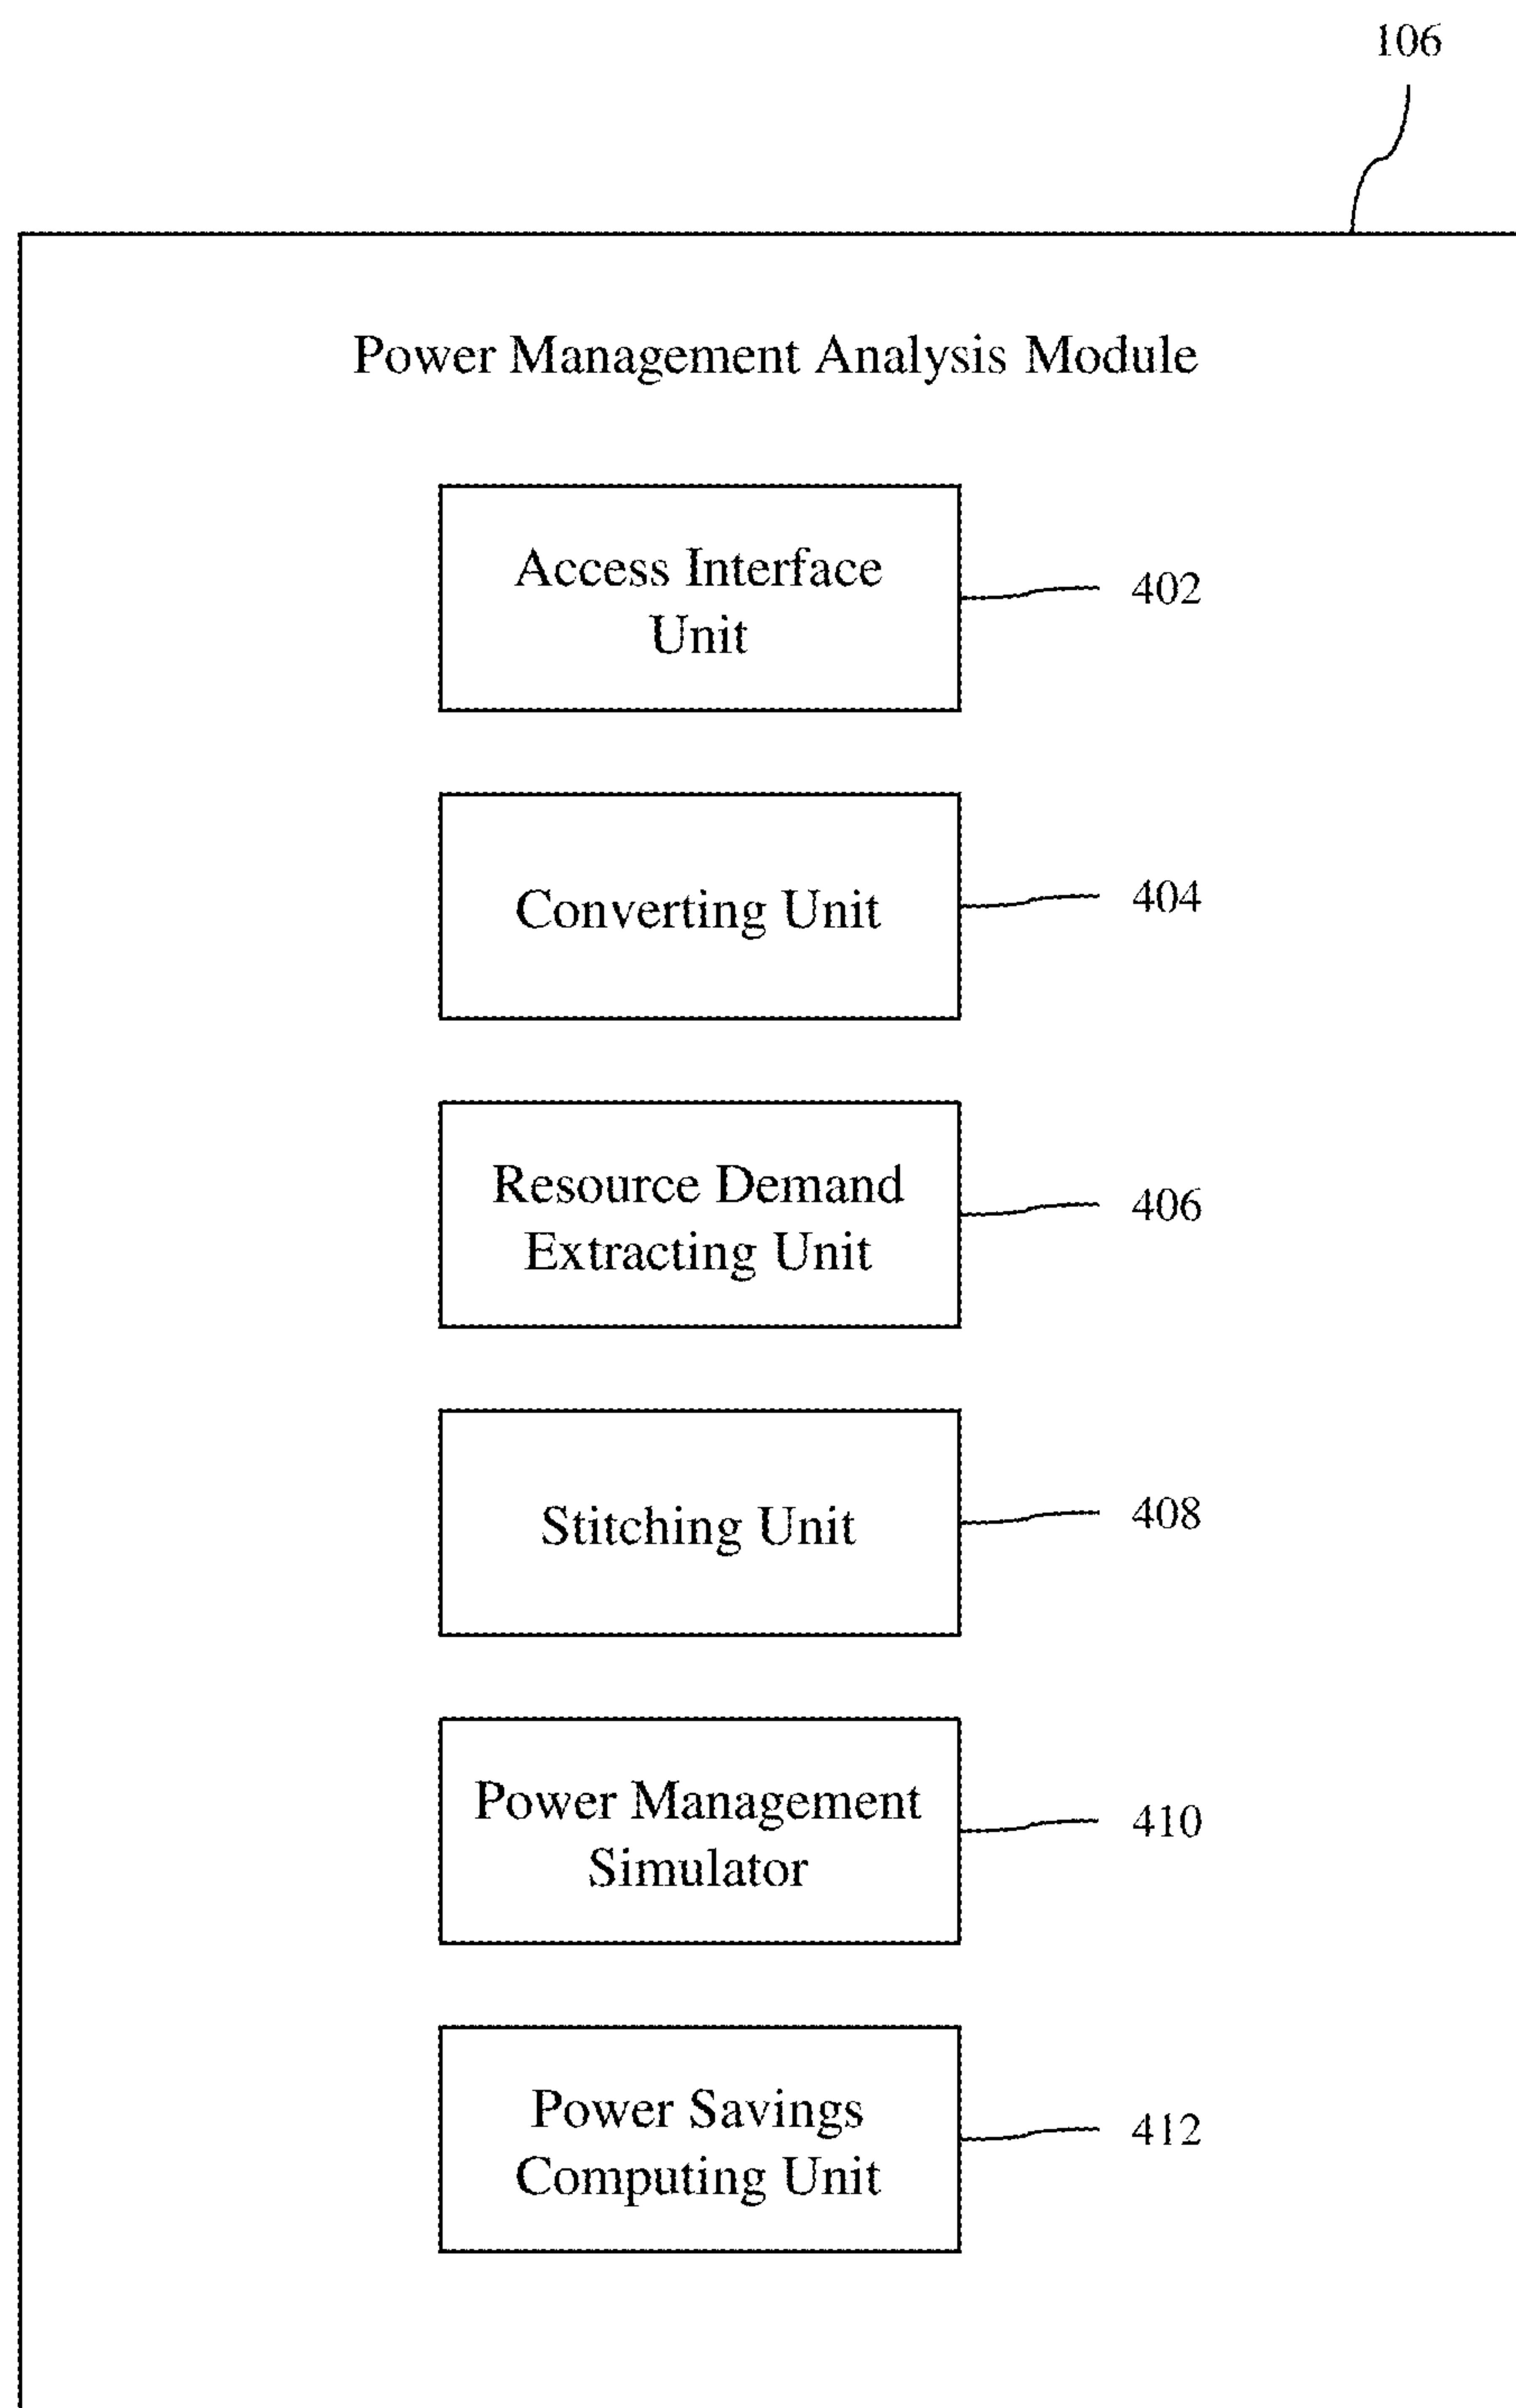 106
Power Management Analysis Module
Access Interface
Unit
402
Converting Unit
404
Resource Demand
Extracting Unit
406
Stitching Unit
408
Power Management
Simulator
410
Power Savings
Computing Unit
412